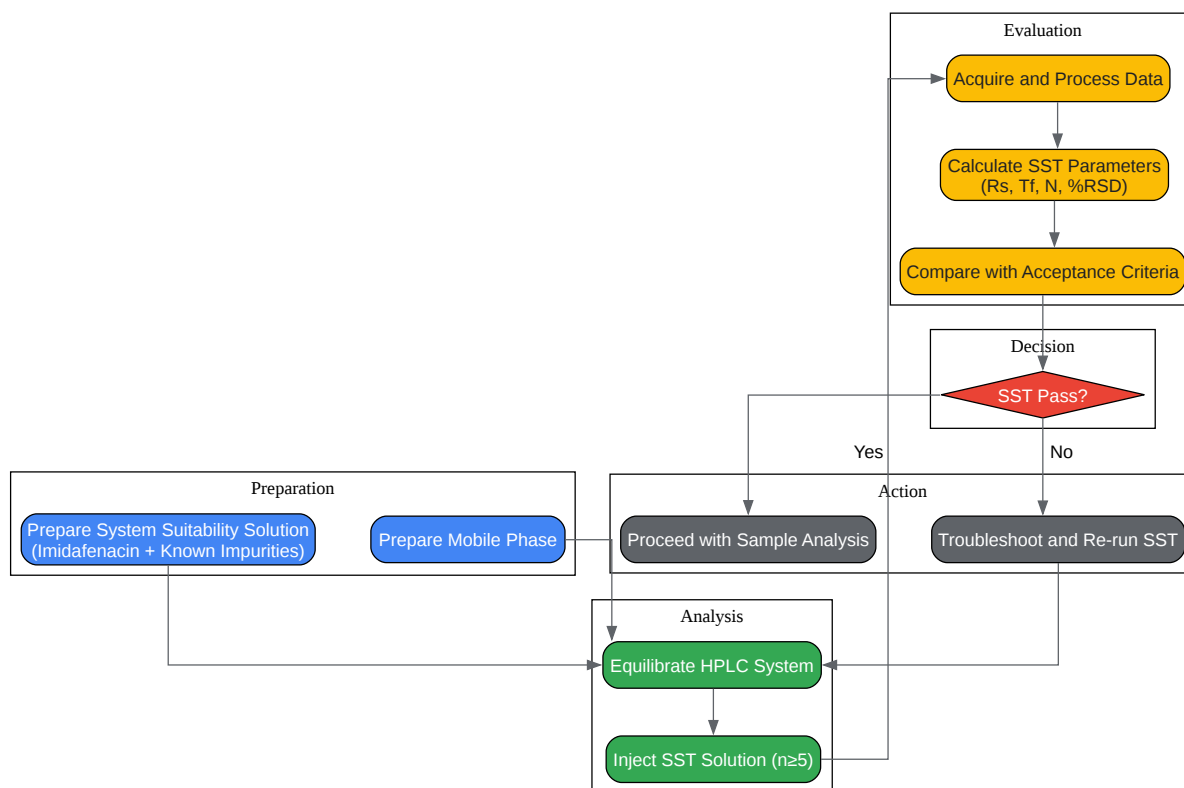 Evaluation
Acquire and Process Data
Calculate SST Parameters
(Rs, Tf, N, %RSD)
Compare with Acceptance Criteria
Decision
SST Pass?
Yes
No
Preparation
Prepare System Suitability Solution
(Imidafenacin + Known Impurities)
Prepare Mobile Phase
Action
Proceed with Sample Analysis
Troubleshoot and Re-run SST
Analysis
Equilibrate HPLC System
Inject SST Solution (n≥5)